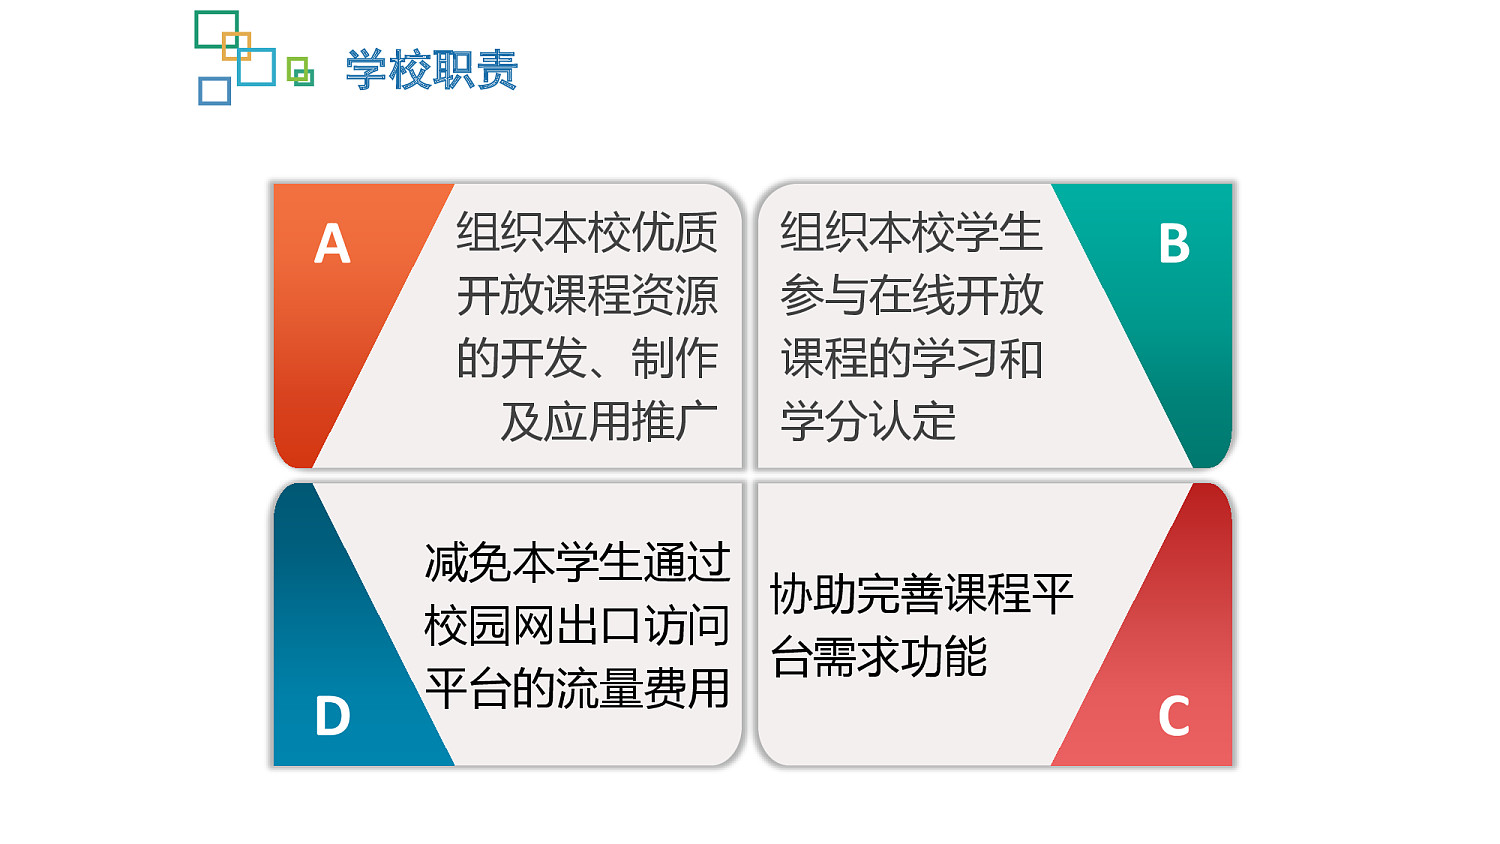 学校职责
A
组织本校优质
开放课程资源
的开发、制作
及应用推广
组织本校学生
参与在线开放
课程的学习和
学分认定
B
减免本学生通过
校园网出口访问
平台的流量费用
D
协助完善课程平
台需求功能
C